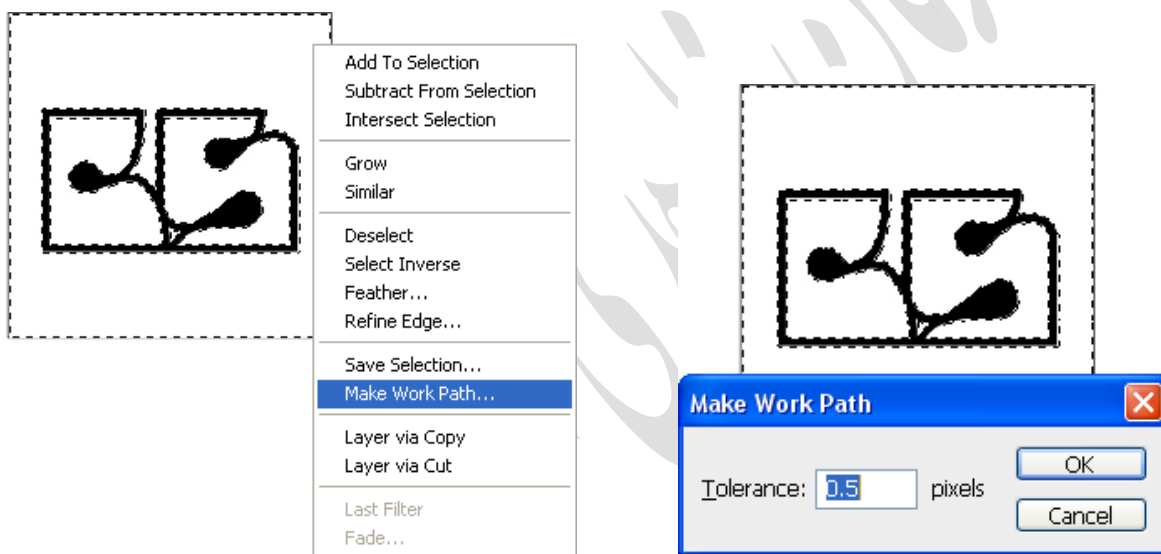 Add To Selection
Subtract From Selection
Intersect Selection
Grow
Similar
Deselect
Select Inverse
Feather...
Refine Edge...
Save Selection...
Make Work Path...
Layer via Copy
Layer via Cut
Last Filter
Fade...
Make Work Path
Tolerance: 0.5 pixels
OK
Cancel